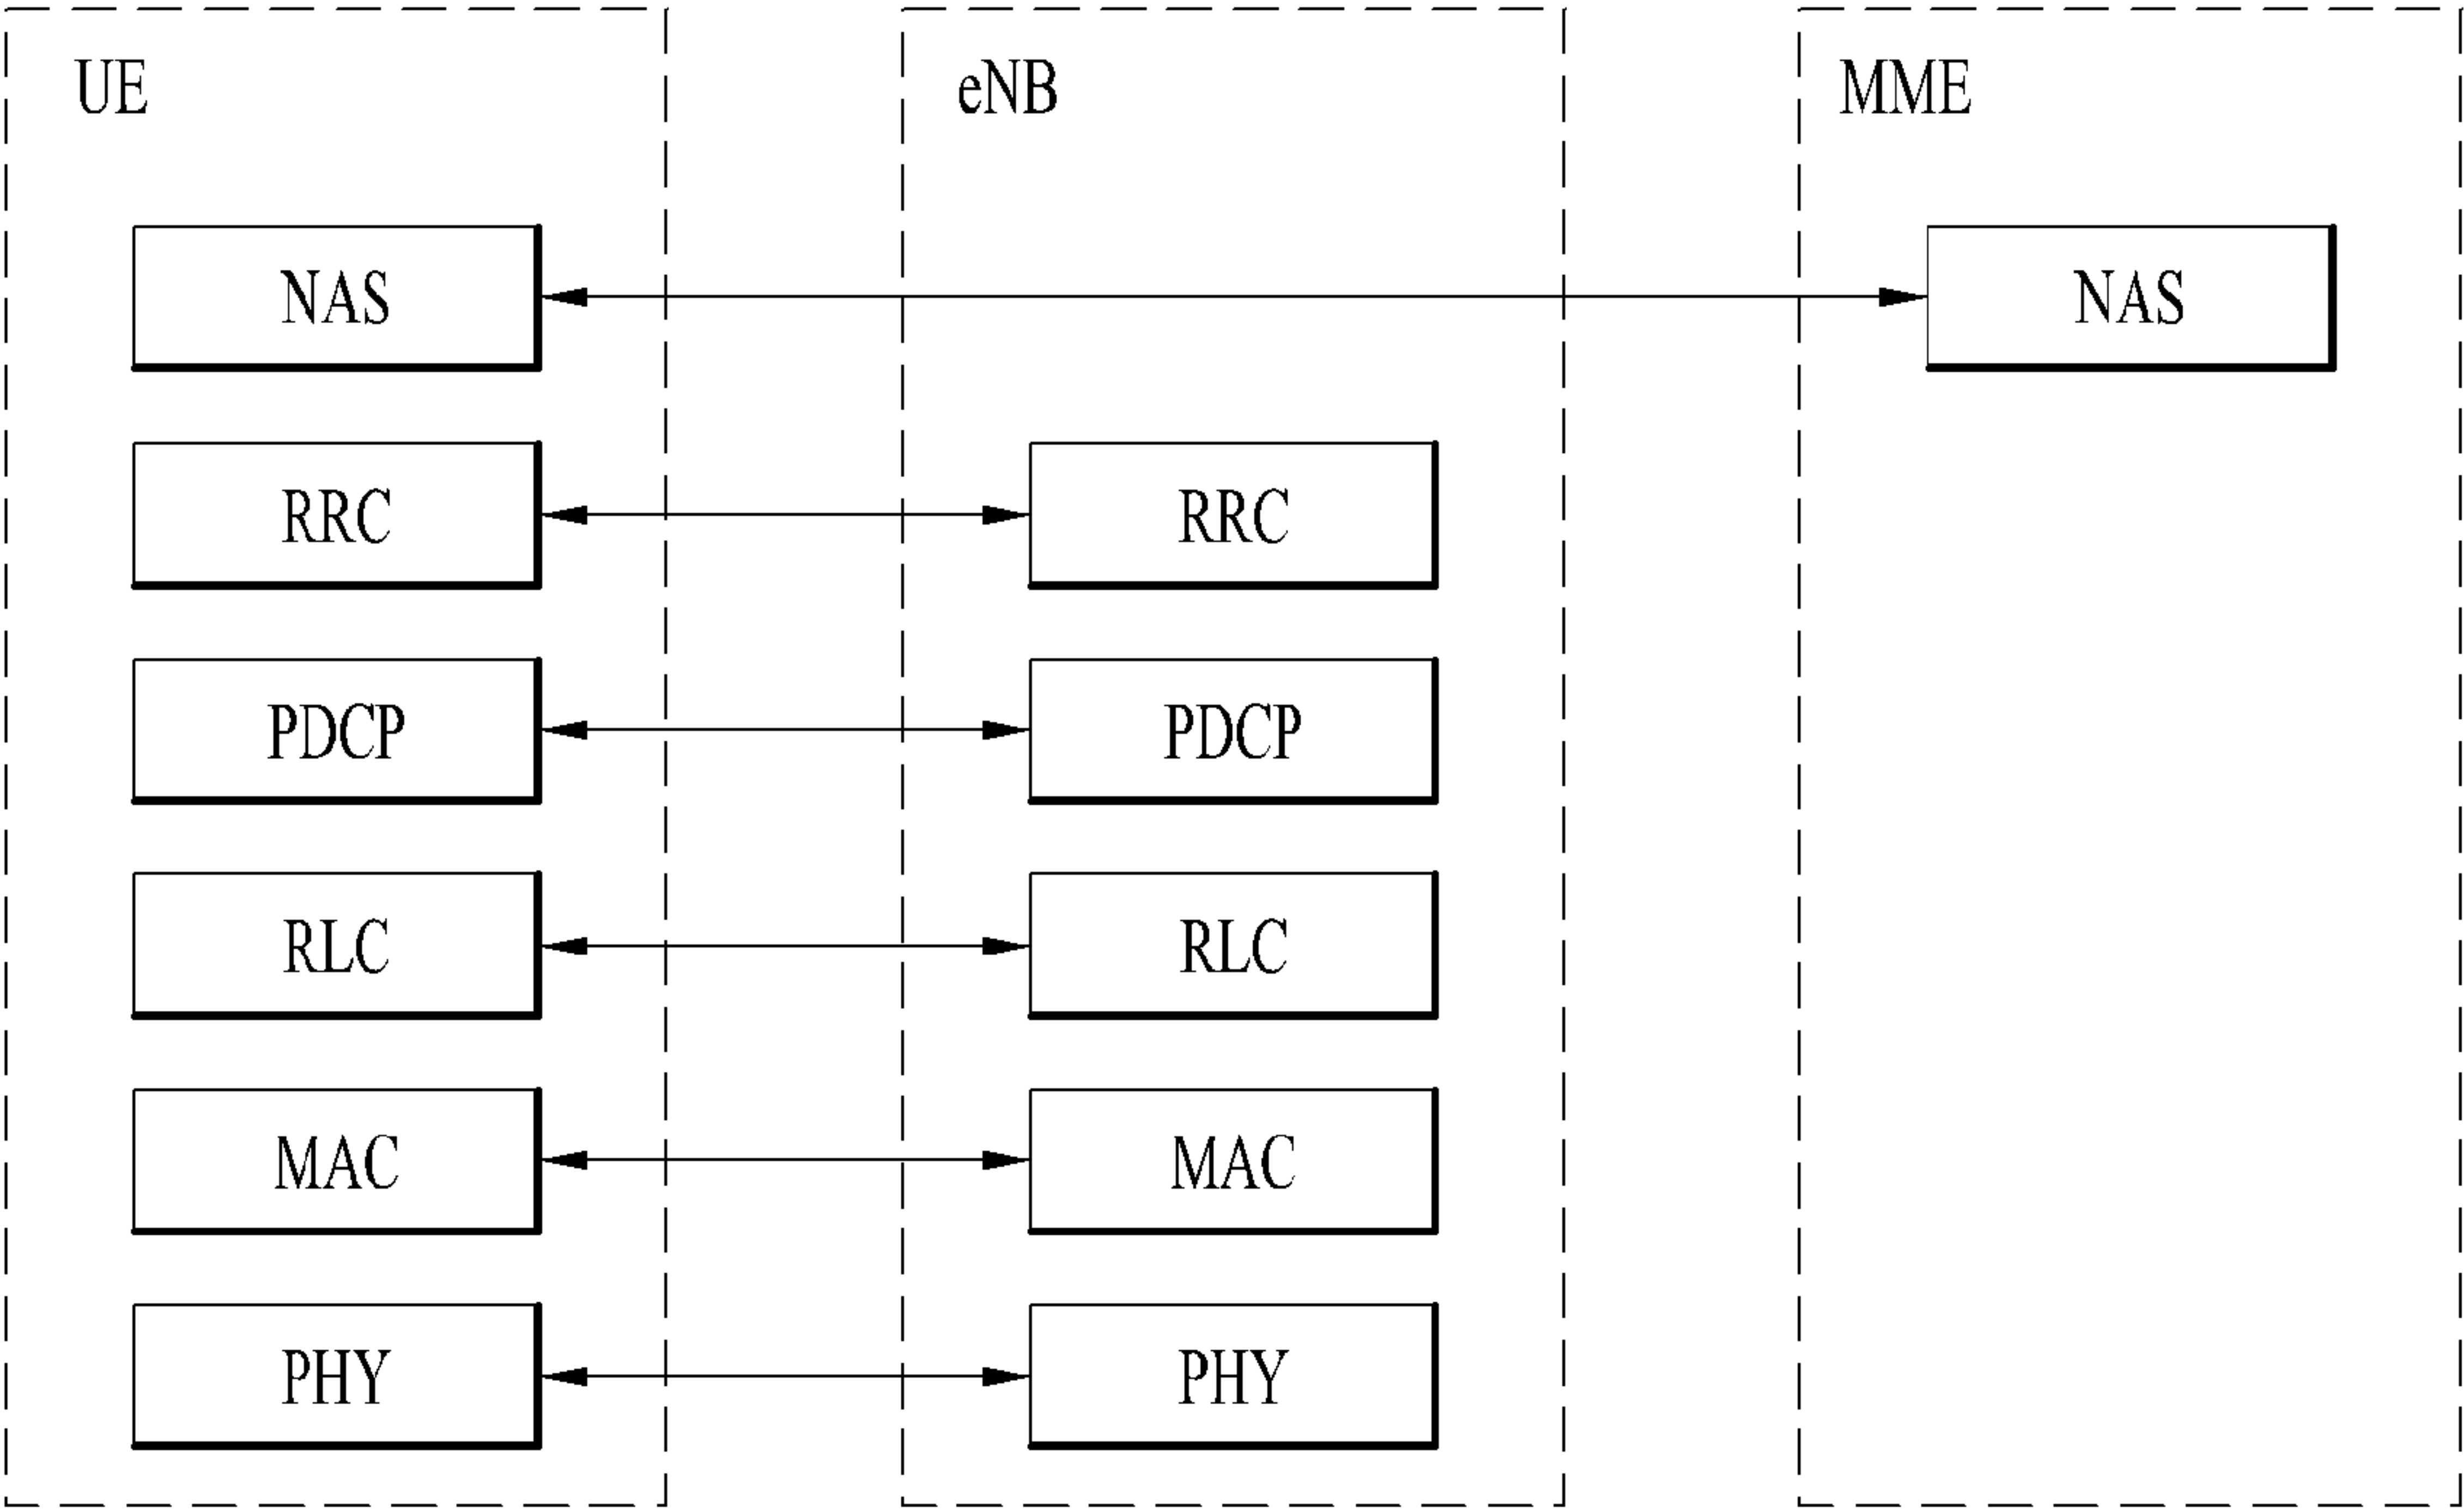 UE
eNB
MME
NAS
NAS
RRC
RRC
PDCP
PDCP
RLC
RLC
MAC
MAC
PHY
PHY